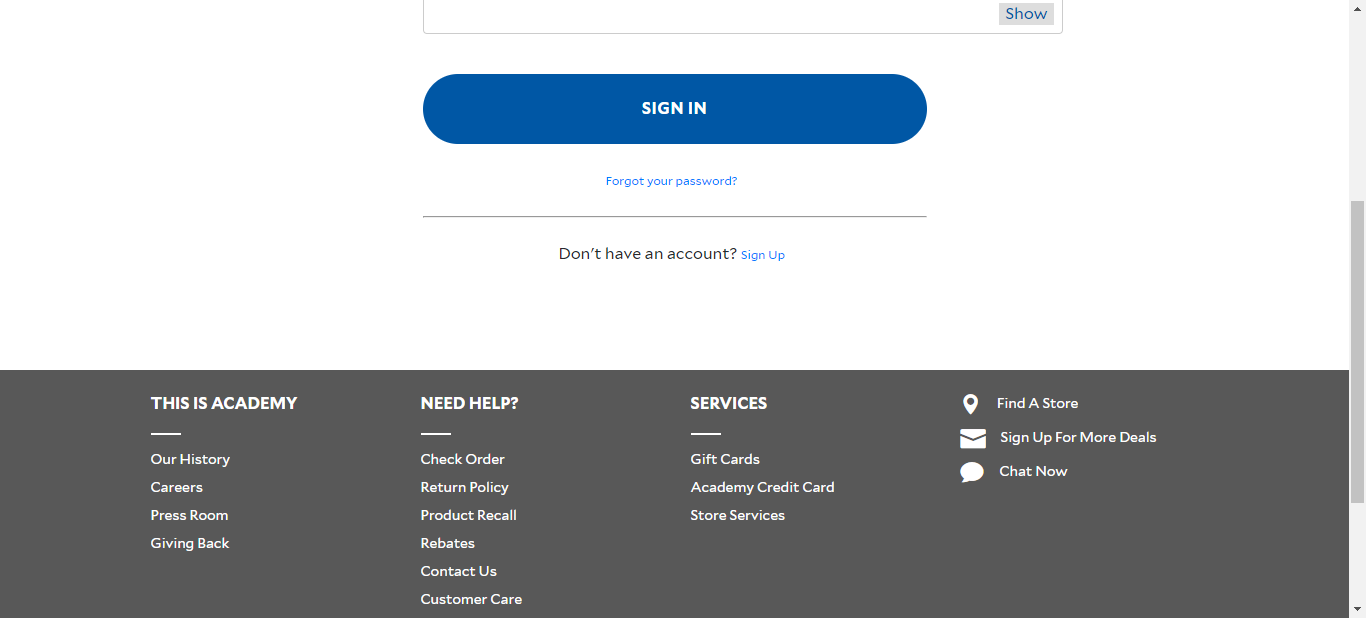 Show
SIGN IN
Forgot your password?
Don't have an account? Sign Up
THIS IS ACADEMY
Our History
Careers
Press Room
Giving Back
NEED HELP?
Check Order
Return Policy
Product Recall
Rebates
Contact Us
Customer Care
SERVICES
Gift Cards
Academy Credit Card
Store Services
Find A Store
Sign Up For More Deals
Chat Now